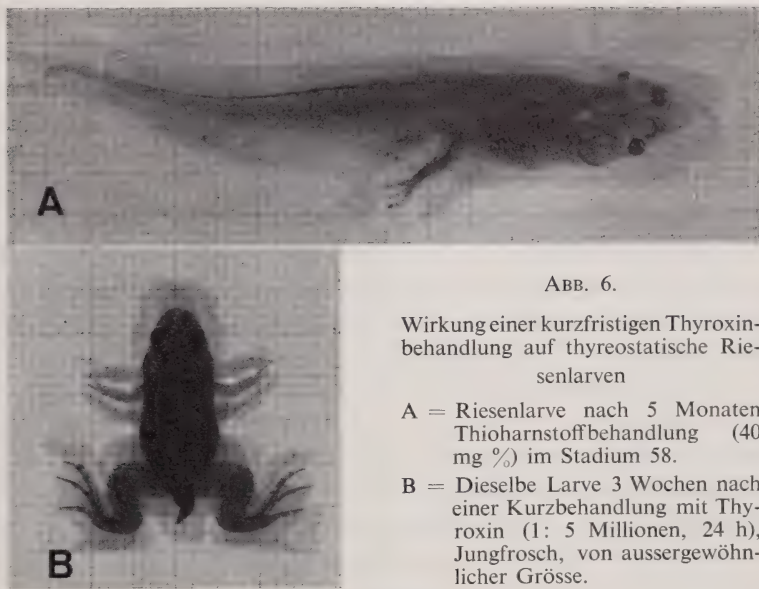 A
B
ABB. 6.
Wirkung einer kurzfristigen Thyroxin-
behandlung auf thyreostatische Rie-
senlarven
A = Riesenlarve nach 5 Monaten
Thioharnstoffbehandlung (40
mg %) im Stadium 58.
B = Dieselbe Larve 3 Wochen nach
einer Kurzbehandlung mit Thy-
roxin (1: 5 Millionen, 24 h),
Jungfrosch, von aussergewöhn-
licher Grösse.